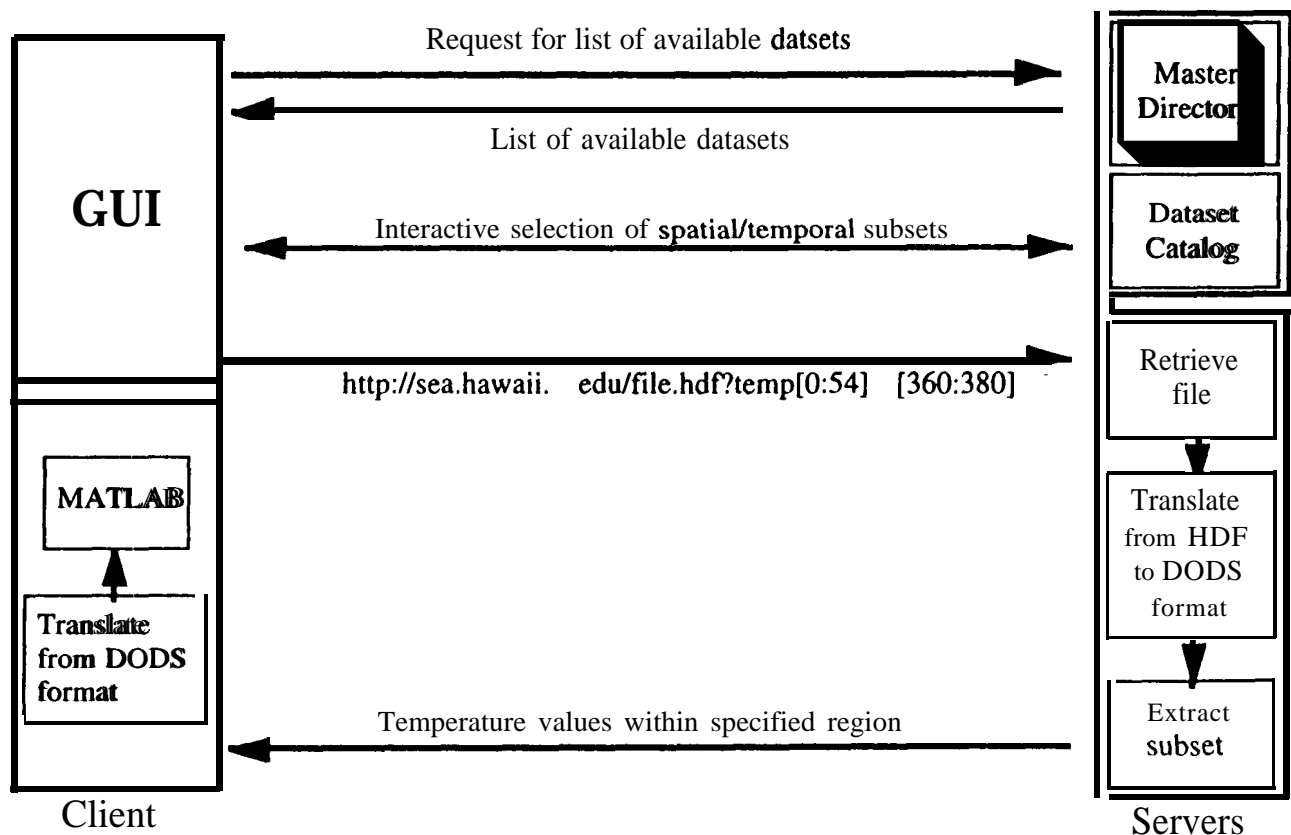 Request for list of available datsets
Master
Director
List of available datasets
GUI
Interactive selection of spatial/temporal subsets
Dataset
Catalog
http://sea.hawaii. edu/file.hdf?temp[0:54] [360:380]
Retrieve
file
MATLAB
Translate
from HDF
to DODS
format
Translate
from DODS
format
Temperature values within specified region
Extract
subset
Client
Servers